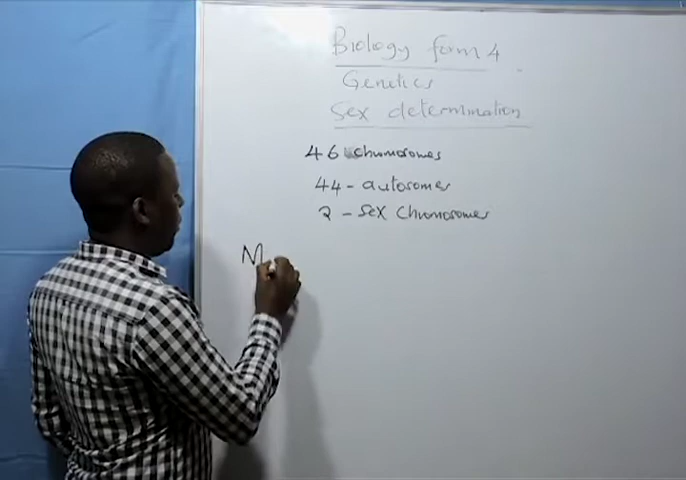 Biology form 4
Genetics
Sex determination
46 chromosomes
44 - autosomes
2 - Sex Chromosomes
M